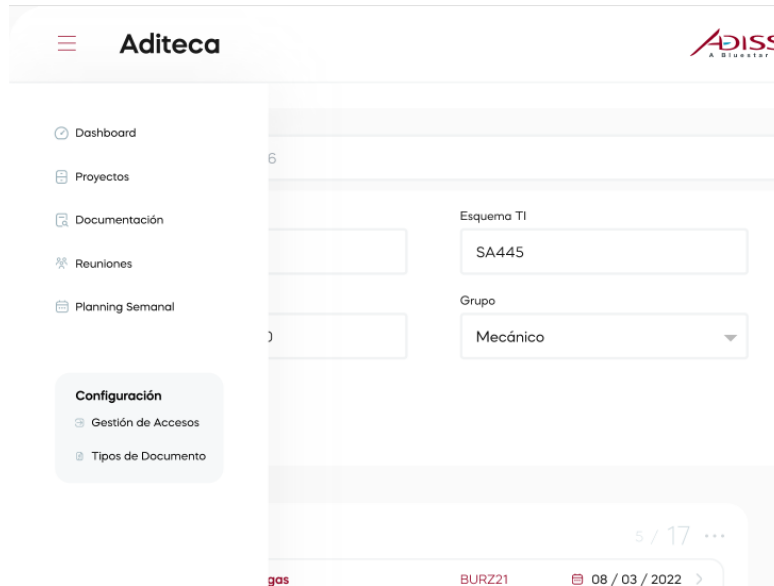 Aditeca
ADISS
A Bluestar
Dashboard
Proyectos
Documentación
Reuniones
Planning Semanal
Configuración
Gestión de Accesos
Tipos de Documento
6
Esquema TI
SA445
Grupo
Mecánico
5 / 17
gas
BURZ21
08 / 03 / 2022